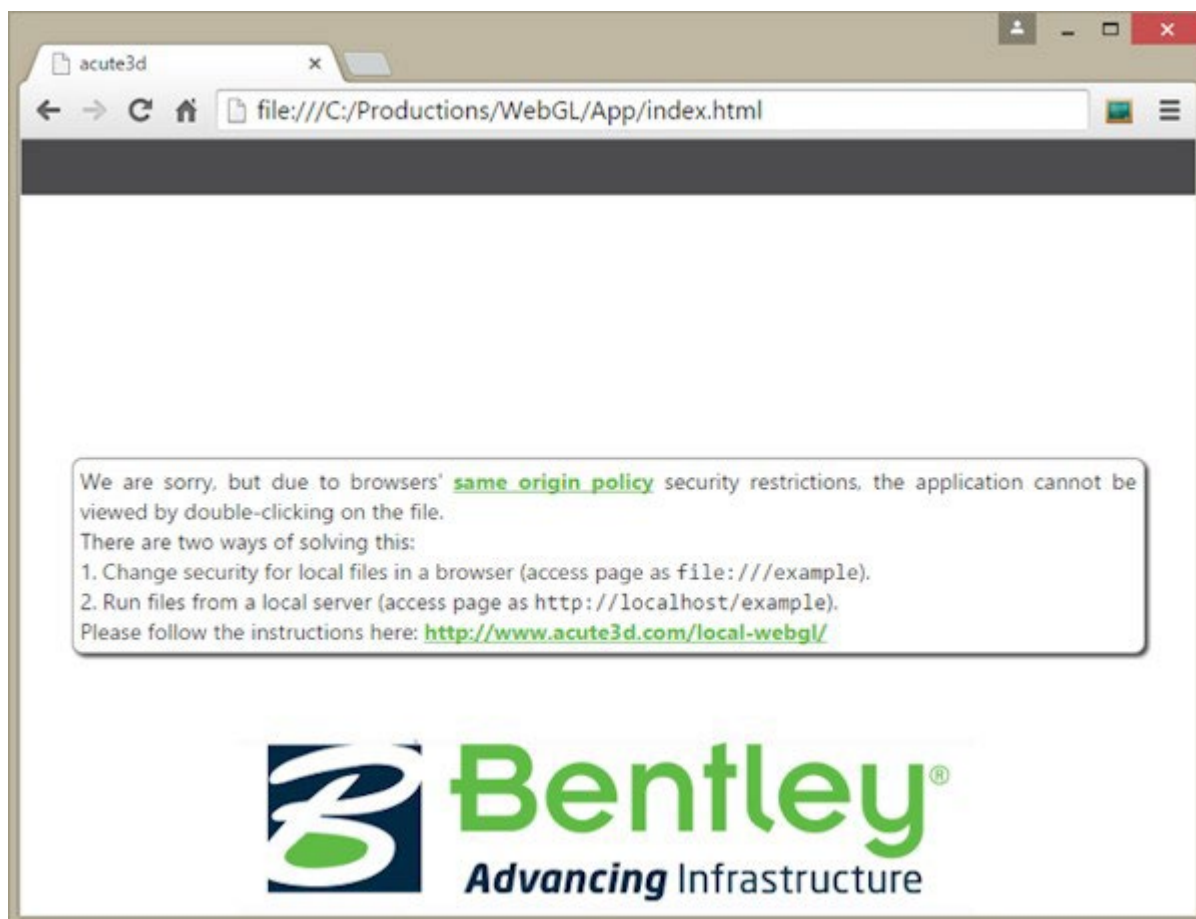 acute3d
file:///C:/Productions/WebGL/App/index.html
We are sorry, but due to browsers' same origin policy security restrictions, the application cannot be
viewed by double-clicking on the file.
There are two ways of solving this:
1. Change security for local files in a browser (access page as file:///example).
2. Run files from a local server (access page as http://localhost/example).
Please follow the instructions here: http://www.acute3d.com/local-webgl/
B Bentley®
Advancing Infrastructure